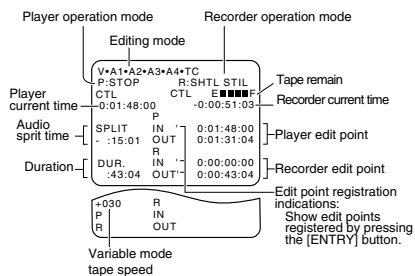 Player operation mode
Recorder operation mode
Editing mode
V•A1•A2•A3•A4•TC
P:STOP R:SHTL STIL
CTL CTL E■■■■F
-0:01:48:00 -0:00:51:03
Tape remain
Player current time
Recorder current time
P
SPLIT IN ' 0:01:48:00
- :15:01 OUT 0:01:31:04
R
DUR. IN '- 0:00:00:00
:43:04 OUT'- 0:00:43:04
Audio sprit time
Player edit point
Duration
Recorder edit point
Edit point registration indications:
Show edit points registered by pressing the [ENTRY] button.
+030 R
P IN
R OUT
Variable mode tape speed